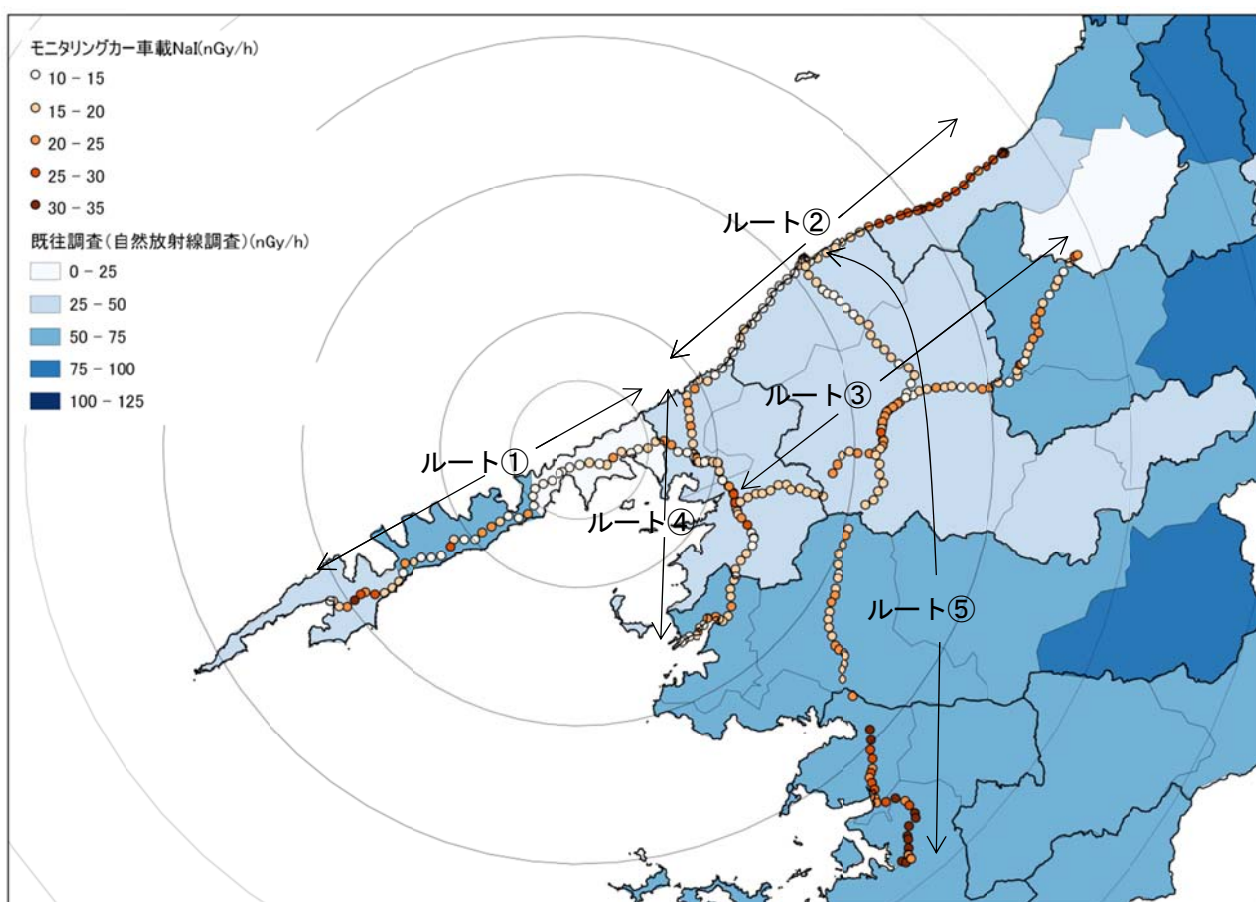 モニタリングカー車載NaI(nGy/h)
10 - 15
15 - 20
20 - 25
25 - 30
30 - 35
既往調査(自然放射線調査)(nGy/h)
0 - 25
25 - 50
50 - 75
75 - 100
100 - 125
ルート②
ルート③
ルート①
ルート④
ルート⑤